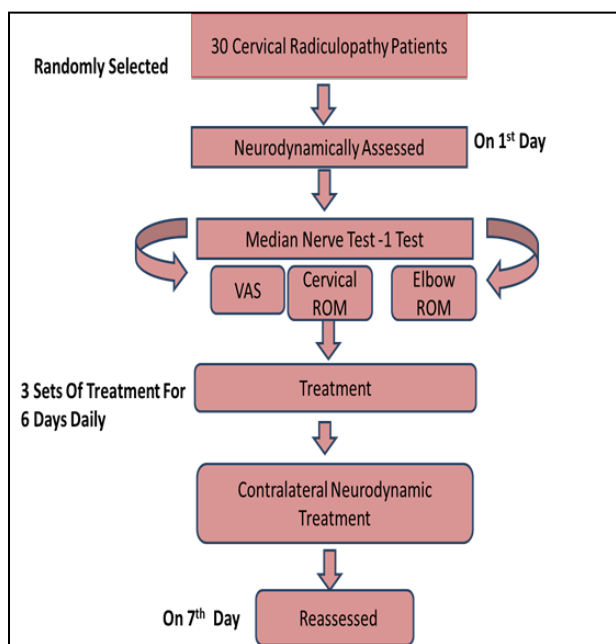 30 Cervical Radiculopathy Patients
Randomly Selected
Neurodynamically Assessed
On 1st Day
Median Nerve Test -1 Test
VAS
Cervical
ROM
Elbow
ROM
3 Sets Of Treatment For
6 Days Daily
Treatment
Contralateral Neurodynamic
Treatment
On 7th Day
Reassessed